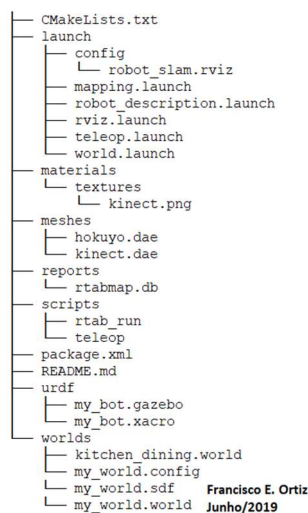 ├── CMakeLists.txt
├── launch
│   ├── config
│   │   └── robot_slam.rviz
│   ├── mapping.launch
│   ├── robot_description.launch
│   ├── rviz.launch
│   ├── teleop.launch
│   └── world.launch
├── materials
│   └── textures
│       └── kinect.png
├── meshes
│   ├── hokuyo.dae
│   └── kinect.dae
├── reports
│   └── rtabmap.db
├── scripts
│   ├── rtab_run
│   └── teleop
├── package.xml
├── README.md
├── urdf
│   ├── my_bot.gazebo
│   └── my_bot.xacro
└── worlds
    ├── kitchen_dining.world
    ├── my_world.config
    ├── my_world.sdf
    └── my_world.world
Francisco E. Ortiz
Junho/2019